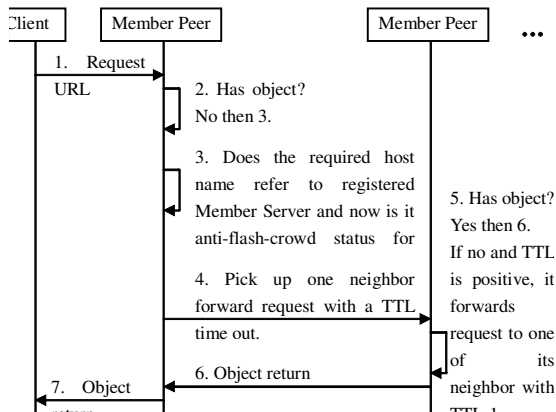 Client
Member Peer
Member Peer
...
1. Request
URL
2. Has object?
No then 3.
3. Does the required host
name refer to registered
Member Server and now is it
anti-flash-crowd status for
4. Pick up one neighbor
forward request with a TTL
time out.
5. Has object?
Yes then 6.
If no and TTL
is positive, it
forwards
request to one
of its
neighbor with
6. Object return
7. Object